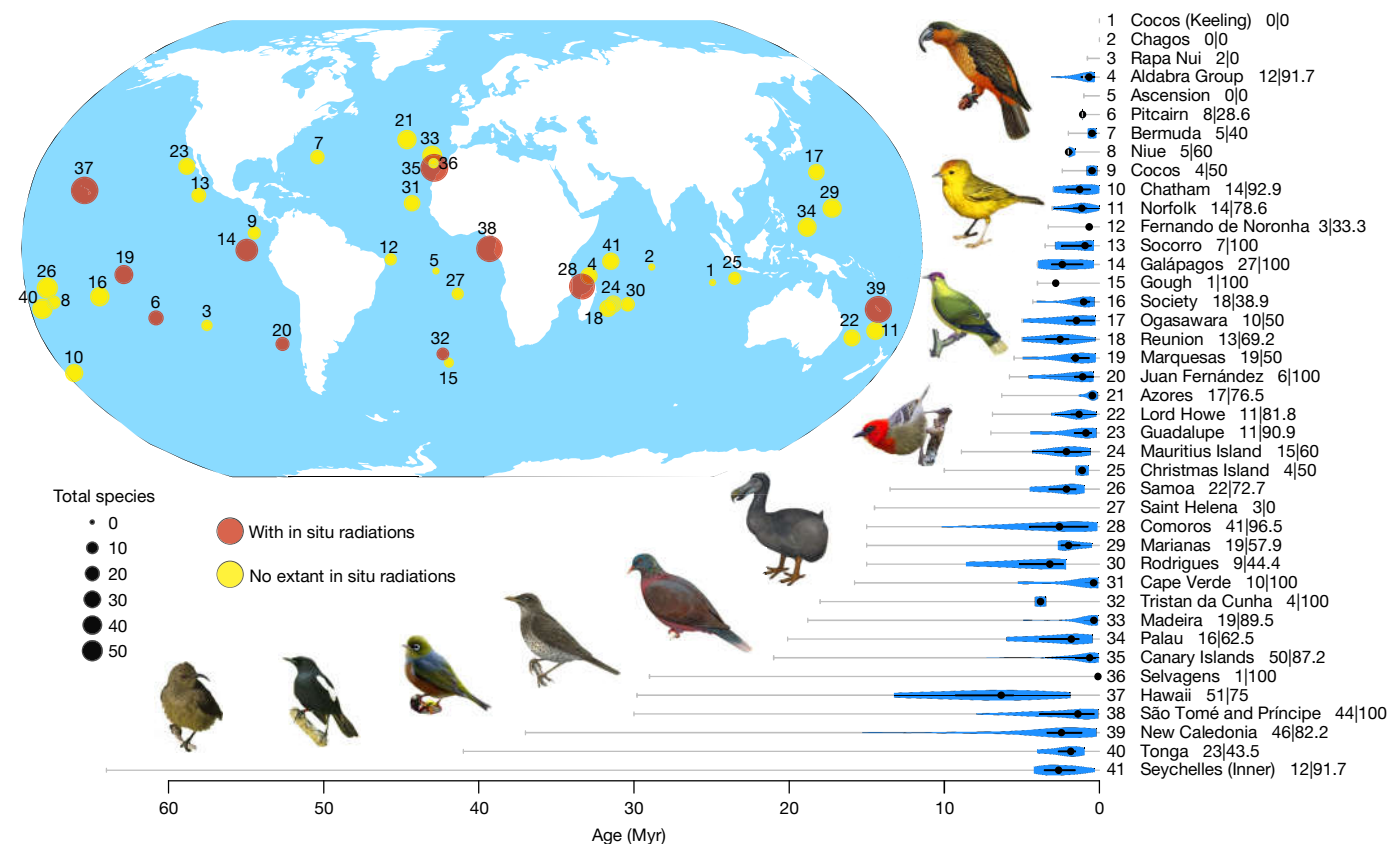 1 Cocos (Keeling) 0|0
2 Chagos 0|0
3 Rapa Nui 2|0
4 Aldabra Group 12|91.7
5 Ascension 0|0
6 Pitcairn 8|28.6
7 Bermuda 5|40
8 Niue 5|60
9 Cocos 4|50
10 Chatham 14|92.9
11 Norfolk 14|78.6
12 Fernando de Noronha 3|33.3
13 Socorro 7|100
14 Galápagos 27|100
15 Gough 1|100
16 Society 18|38.9
17 Ogasawara 10|50
18 Reunion 13|69.2
19 Marquesas 19|50
20 Juan Fernández 6|100
21 Azores 17|76.5
22 Lord Howe 11|81.8
23 Guadalupe 11|90.9
24 Mauritius Island 15|60
25 Christmas Island 4|50
26 Samoa 22|72.7
27 Saint Helena 3|0
28 Comoros 41|96.5
29 Marianas 19|57.9
30 Rodrigues 9|44.4
31 Cape Verde 10|100
32 Tristan da Cunha 4|100
33 Madeira 19|89.5
34 Palau 16|62.5
35 Canary Islands 50|87.2
36 Selvagens 1|100
37 Hawaii 51|75
38 São Tomé and Príncipe 44|100
39 New Caledonia 46|82.2
40 Tonga 23|43.5
41 Seychelles (Inner) 12|91.7
21
7
33
23
37
35
36
17
13
31
29
9
38
34
14
12
41
2
5
28
4
1
25
19
26
16
27
24
30
39
40
8
6
3
18
22
11
20
32
10
15
Total species
0
10
20
30
40
50
With in situ radiations
No extant in situ radiations
60 50 40 30 20 10 0
Age (Myr)